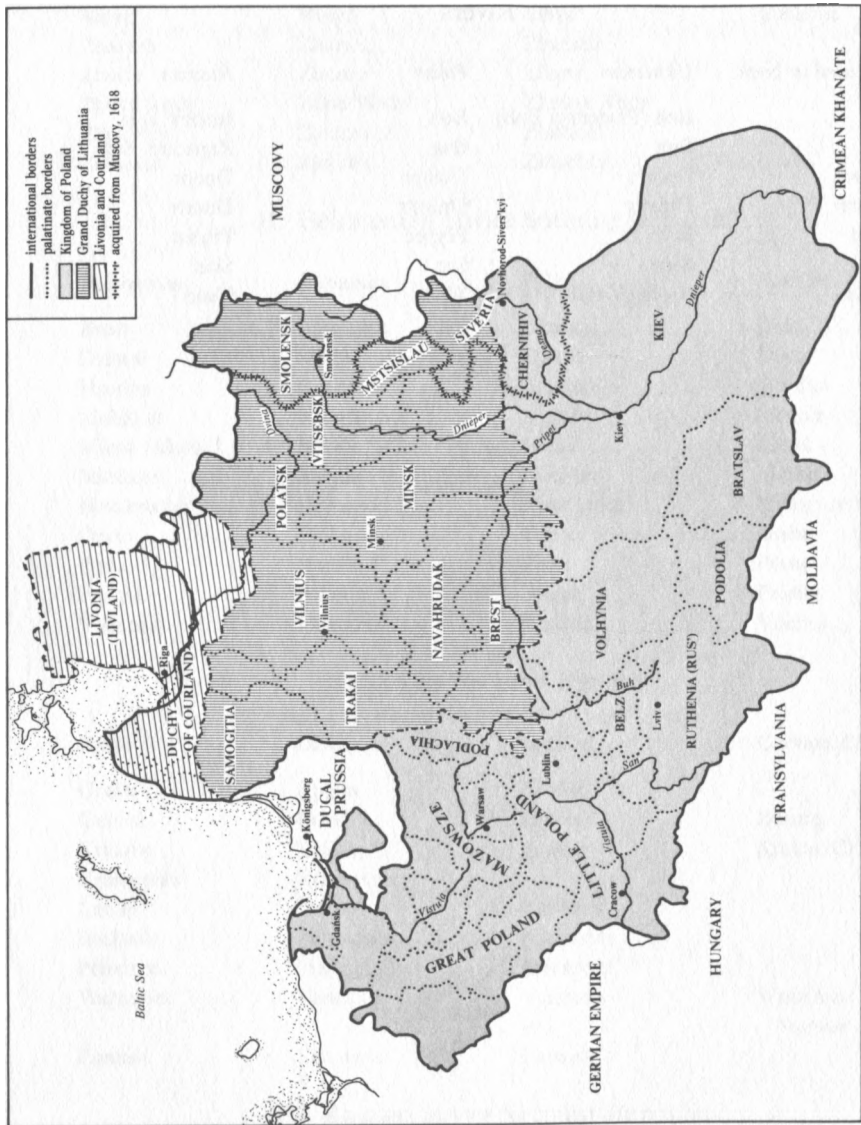 international borders
palatinate borders
Kingdom of Poland
Grand Duchy of Lithuania
Livonia and Courland
acquired from Muscovy, 1618
Baltic Sea
LIVONIA
(LIVLAND)
Riga
DUCHY
OF COURLAND
SAMOGITIA
POLATSK
Dvina
SMOLENSK
Smolensk
VITSEBSK
MSTSISLAU
MUSCOVY
VILNIUS
Vilnius
TRAKAI
MINSK
Minsk
Dnieper
SIVERIA
Novhorod-Sivers'kyi
CHERNIHIV
Desna
NAVAHRUDAK
BREST
Pripet
Königsberg
DUCAL
PRUSSIA
Gdańsk
PODLACHIA
MAZOWSZE
Warsaw
Vistula
GREAT POLAND
LITTLE POLAND
Lublin
Buh
VOLHYNIA
Kiev
KIEV
Dnieper
BELZ
Lviv
San
Vistula
Cracow
RUTHENIA (RUS')
PODOLIA
BRATSLAV
GERMAN EMPIRE
HUNGARY
TRANSYLVANIA
MOLDAVIA
CRIMEAN KHANATE